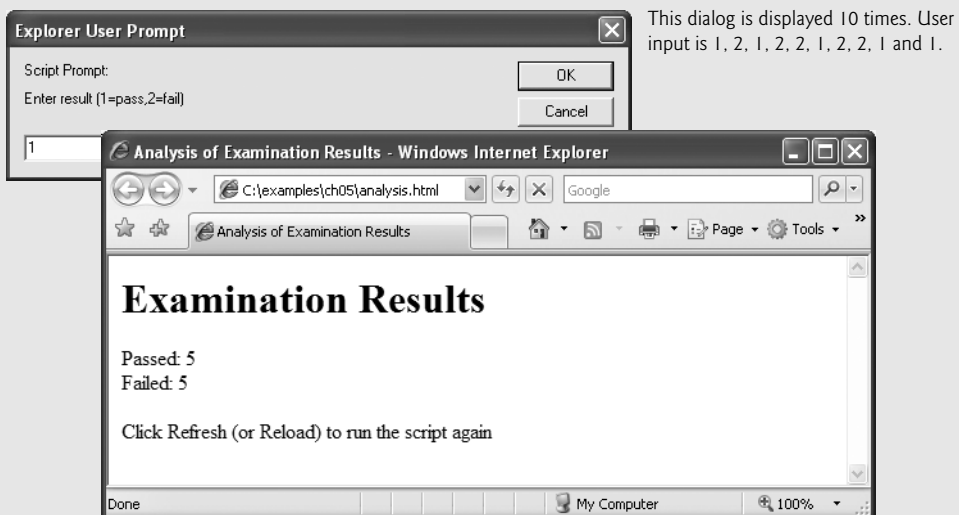 Explorer User Prompt
This dialog is displayed 10 times. User
input is 1, 2, 1, 2, 2, 1, 2, 2, 1 and 1.
Script Prompt:
Enter result (1=pass,2=fail)
OK
Cancel
1
Analysis of Examination Results - Windows Internet Explorer
C:\examples\ch05\analysis.html
Google
Analysis of Examination Results
Page
Tools
Examination Results
Passed: 5
Failed: 5
Click Refresh (or Reload) to run the script again
Done
My Computer
100%